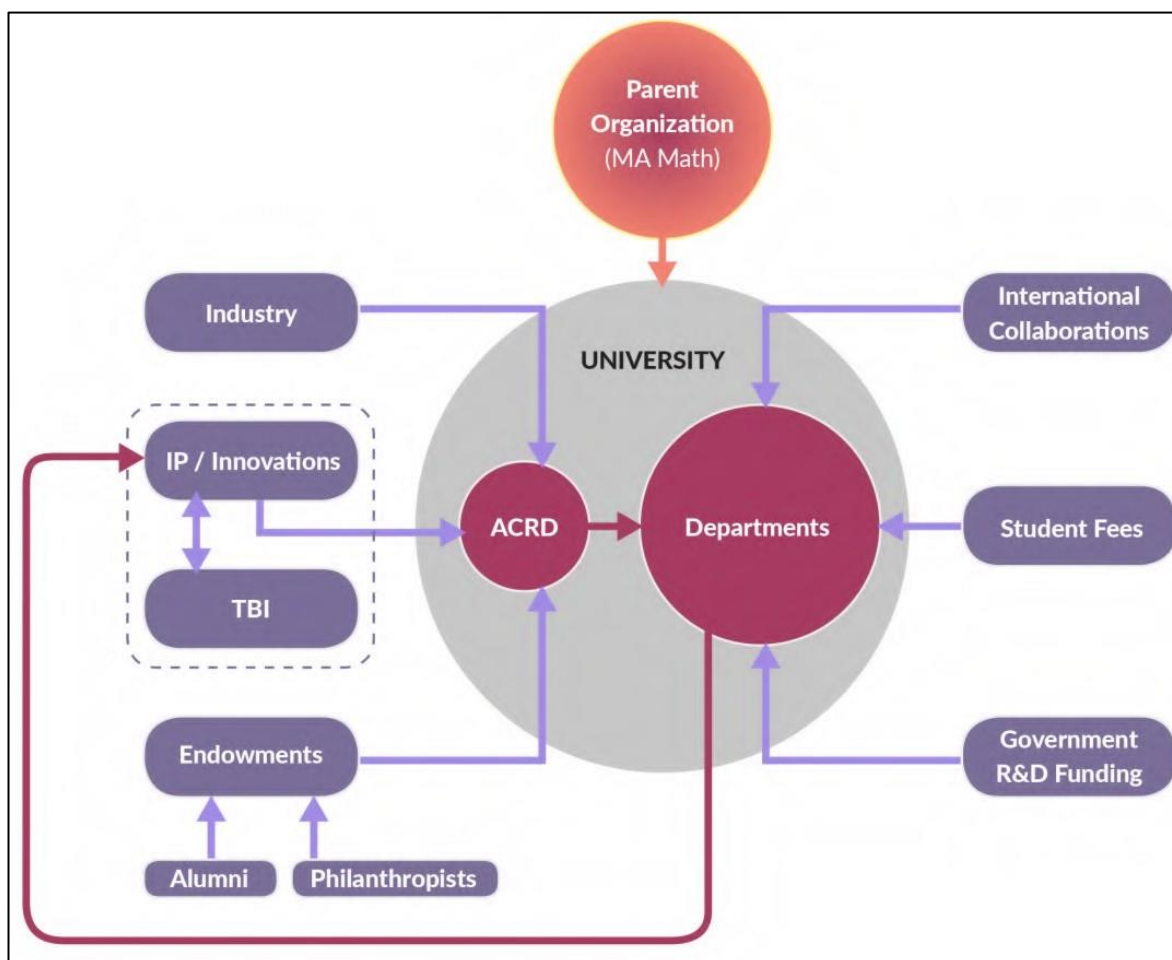 Parent
Organization
(MA Math)
Industry
International
Collaborations
UNIVERSITY
IP / Innovations
ACRD
Departments
Student Fees
TBI
Endowments
Government
R&D Funding
Alumni
Philanthropists